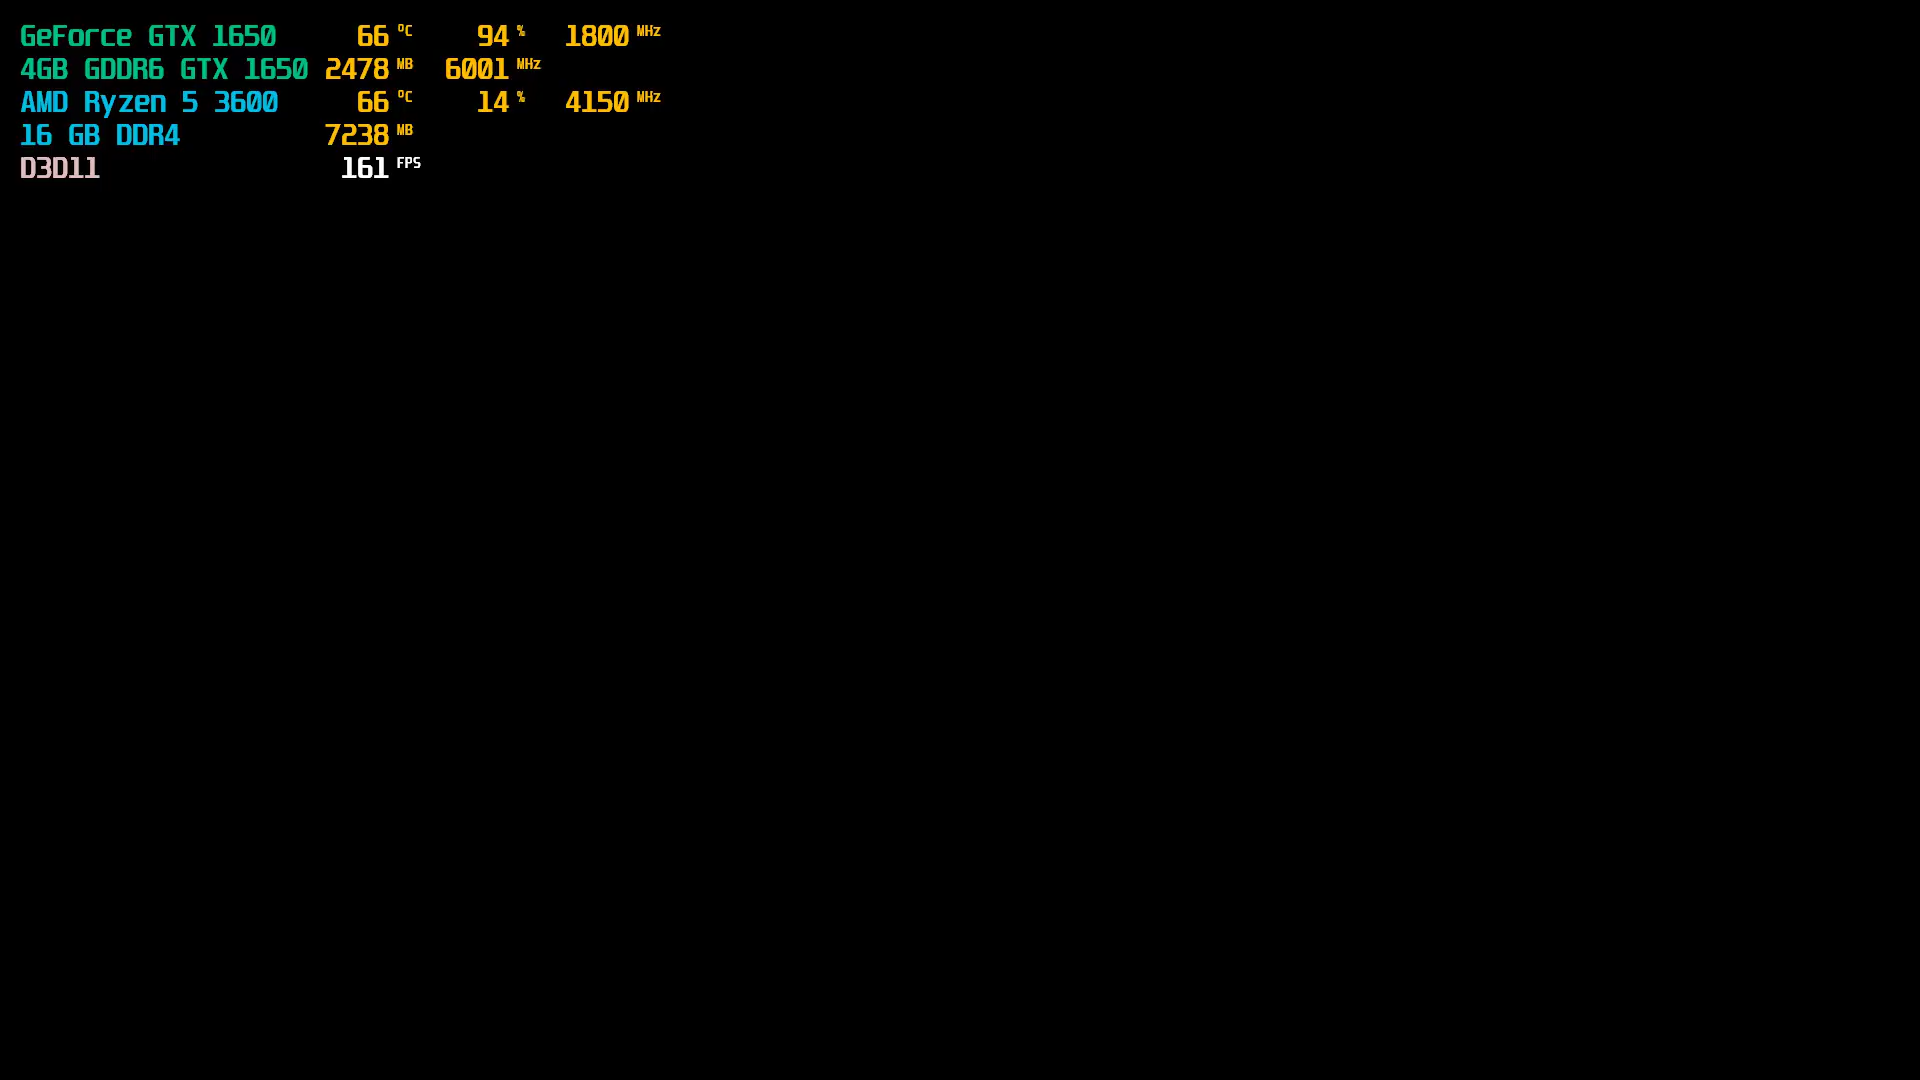 GeForce GTX 1650 66 °C 94 % 1800 MHz
4GB GDDR6 GTX 1650 2478 MB 6001 MHz
AMD Ryzen 5 3600 66 °C 14 % 4150 MHz
16 GB DDR4 7238 MB
D3D11 161 FPS